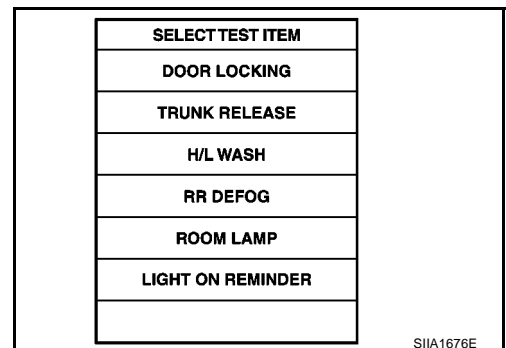 SELECT TEST ITEM
DOOR LOCKING
TRUNK RELEASE
H/L WASH
RR DEFOG
ROOM LAMP
LIGHT ON REMINDER
SIIA1676E